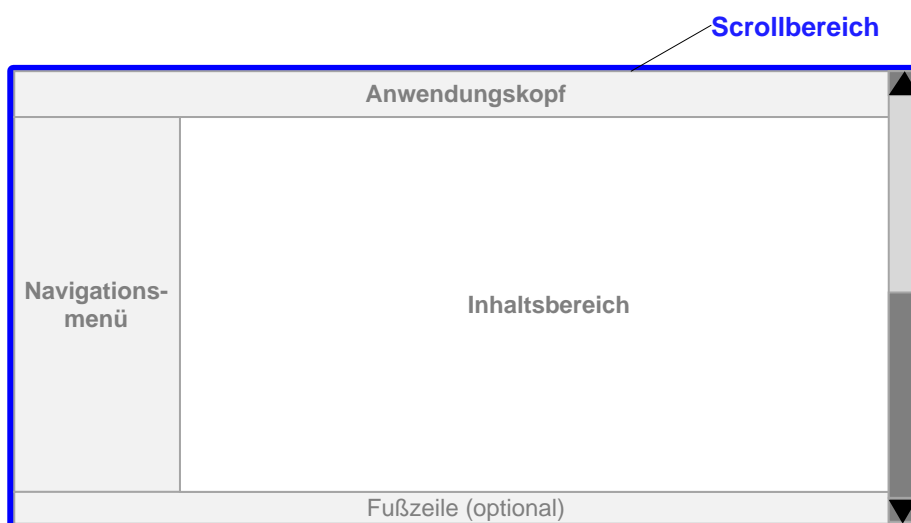 Scrollbereich
Anwendungskopf
Navigations-
menü
Inhaltsbereich
Fußzeile (optional)